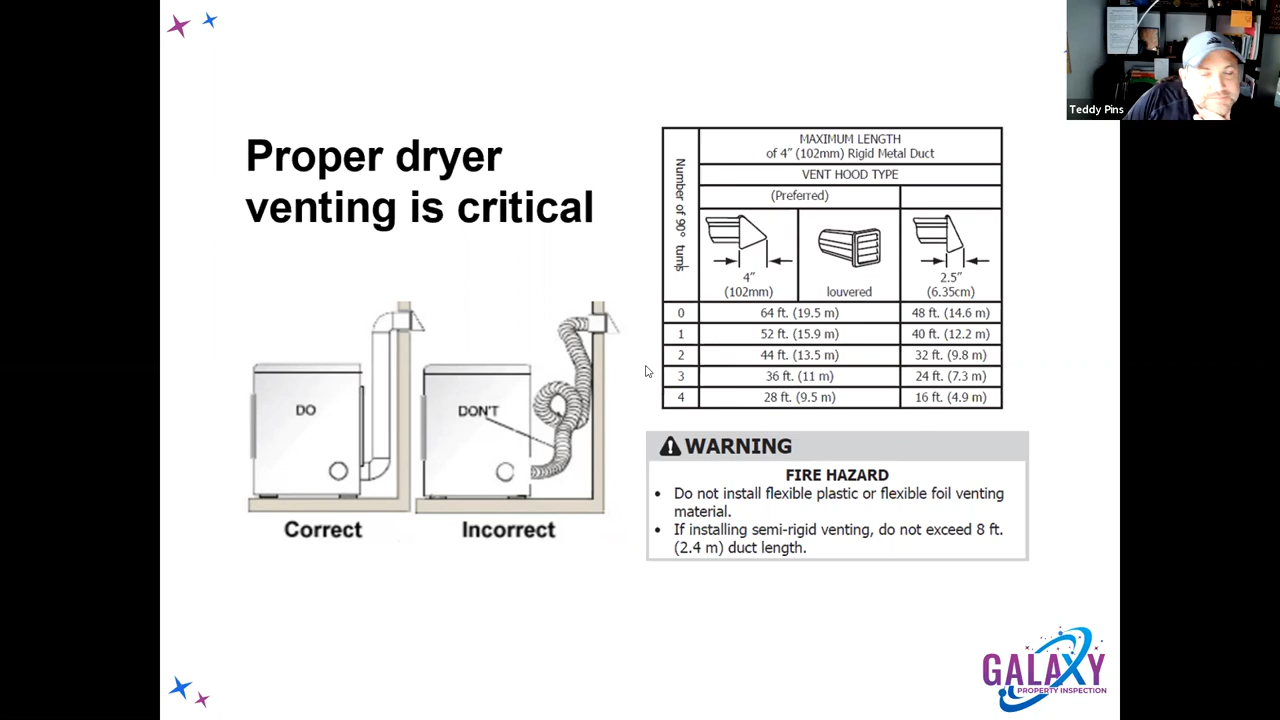 Teddy Pins
Proper dryer
venting is critical
DO
DON'T
Correct
Incorrect
MAXIMUM LENGTH
of 4" (102mm) Rigid Metal Duct
VENT HOOD TYPE
(Preferred)
Number of 90° turns
4"
(102mm)
louvered
2.5"
(6.35cm)
0 64 ft. (19.5 m) 48 ft. (14.6 m)
1 52 ft. (15.9 m) 40 ft. (12.2 m)
2 44 ft. (13.5 m) 32 ft. (9.8 m)
3 36 ft. (11 m) 24 ft. (7.3 m)
4 28 ft. (9.5 m) 16 ft. (4.9 m)
WARNING
FIRE HAZARD
• Do not install flexible plastic or flexible foil venting
material.
• If installing semi-rigid venting, do not exceed 8 ft.
(2.4 m) duct length.
GALAXY
PROPERTY INSPECTION